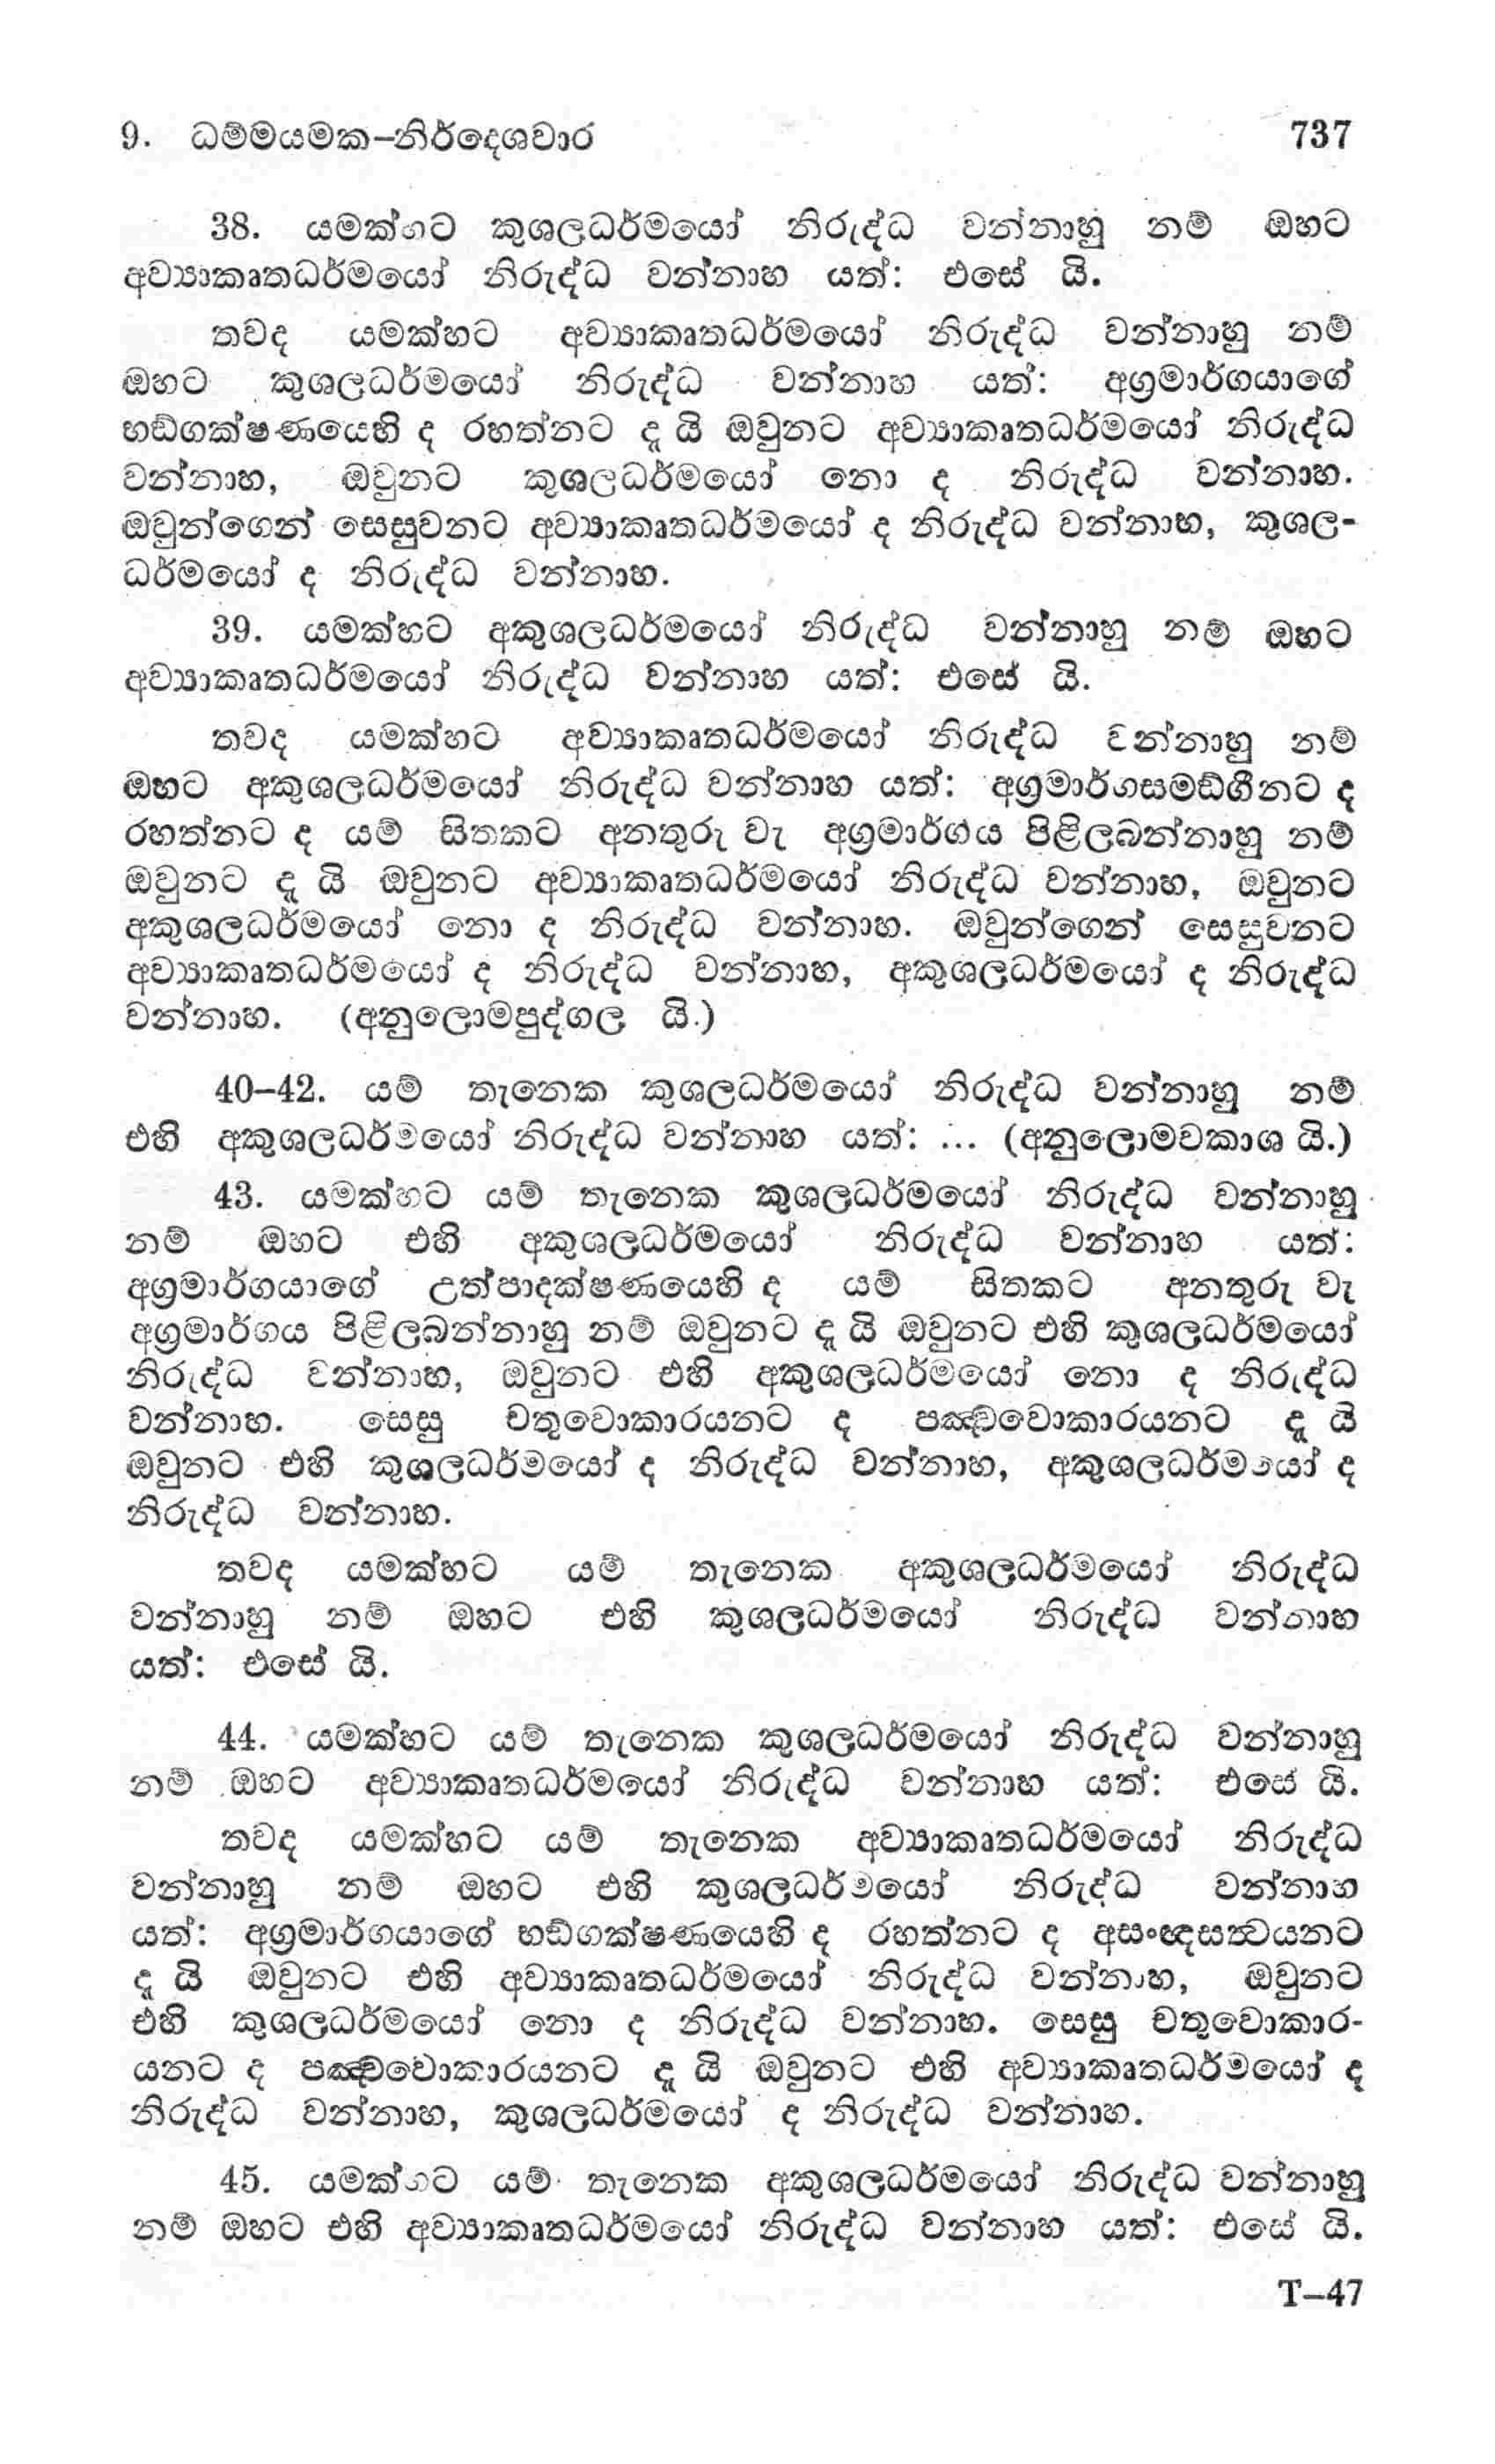 9. ධම්මයමක–නිර්දෙශවාර 737
38. යමක්හට කුශලධර්මයෝ නිරුද්ධ වන්නාහු නම් ඔහට
අව්‍යාකෘතධර්මයෝ නිරුද්ධ වන්නාහ යත්: එසේ යි.
තවද යමක්හට අව්‍යාකෘතධර්මයෝ නිරුද්ධ වන්නාහු නම්
ඔහට කුශලධර්මයෝ නිරුද්ධ වන්නාහ යත්: අග්‍රමාර්ගයාගේ
භඞ්ගක්ෂණයෙහි ද රහත්නට දු යි ඔවුනට අව්‍යාකෘතධර්මයෝ නිරුද්ධ
වන්නාහ, ඔවුනට කුශලධර්මයෝ නො ද නිරුද්ධ වන්නාහ.
ඔවුන්ගෙන් සෙසුවනට අව්‍යාකෘතධර්මයෝ ද නිරුද්ධ වන්නාහ, කුශල-
ධර්මයෝ ද නිරුද්ධ වන්නාහ.
39. යමක්හට අකුශලධර්මයෝ නිරුද්ධ වන්නාහු නම් ඔහට
අව්‍යාකෘතධර්මයෝ නිරුද්ධ වන්නාහ යත්: එසේ යි.
තවද යමක්හට අව්‍යාකෘතධර්මයෝ නිරුද්ධ වන්නාහු නම්
ඔහට අකුශලධර්මයෝ නිරුද්ධ වන්නාහ යත්: අග්‍රමාර්ගසමඞ්ගීනට ද
රහත්නට ද යම් සිතකට අනතුරු වැ අග්‍රමාර්ගය පිළිලබන්නාහු නම්
ඔවුනට දු යි ඔවුනට අව්‍යාකෘතධර්මයෝ නිරුද්ධ වන්නාහ, ඔවුනට
අකුශලධර්මයෝ නො ද නිරුද්ධ වන්නාහ. ඔවුන්ගෙන් සෙසුවනට
අව්‍යාකෘතධර්මයෝ ද නිරුද්ධ වන්නාහ, අකුශලධර්මයෝ ද නිරුද්ධ
වන්නාහ. (අනුලොමපුද්ගල යි.)
40–42. යම් තැනෙක කුශලධර්මයෝ නිරුද්ධ වන්නාහු නම්
එහි අකුශලධර්මයෝ නිරුද්ධ වන්නාහ යත්: ... (අනුලොමවකාශ යි.)
43. යමක්හට යම් තැනෙක කුශලධර්මයෝ නිරුද්ධ වන්නාහු
නම් ඔහට එහි අකුශලධර්මයෝ නිරුද්ධ වන්නාහ යත්:
අග්‍රමාර්ගයාගේ උත්පාදක්ෂණයෙහි ද යම් සිතකට අනතුරු වැ
අග්‍රමාර්ගය පිළිලබන්නාහු නම් ඔවුනට දු යි ඔවුනට එහි කුශලධර්මයෝ
නිරුද්ධ වන්නාහ, ඔවුනට එහි අකුශලධර්මයෝ නො ද නිරුද්ධ
වන්නාහ. සෙසු චතුවොකාරයනට ද පඤ්චවොකාරයනට දු යි
ඔවුනට එහි කුශලධර්මයෝ ද නිරුද්ධ වන්නාහ, අකුශලධර්මයෝ ද
නිරුද්ධ වන්නාහ.
තවද යමක්හට යම් තැනෙක අකුශලධර්මයෝ නිරුද්ධ
වන්නාහු නම් ඔහට එහි කුශලධර්මයෝ නිරුද්ධ වන්නාහ
යත්: එසේ යි.
44. යමක්හට යම් තැනෙක කුශලධර්මයෝ නිරුද්ධ වන්නාහු
නම් ඔහට අව්‍යාකෘතධර්මයෝ නිරුද්ධ වන්නාහ යත්: එසේ යි.
තවද යමක්හට යම් තැනෙක අව්‍යාකෘතධර්මයෝ නිරුද්ධ
වන්නාහු නම් ඔහට එහි කුශලධර්මයෝ නිරුද්ධ වන්නාහ
යත්: අග්‍රමාර්ගයාගේ භඞ්ගක්ෂණයෙහි ද රහත්නට ද අසංඥසත්‍වයනට
දු යි ඔවුනට එහි අව්‍යාකෘතධර්මයෝ නිරුද්ධ වන්නාහ, ඔවුනට
එහි කුශලධර්මයෝ නො ද නිරුද්ධ වන්නාහ. සෙසු චතුවොකාර-
යනට ද පඤ්චවොකාරයනට දු යි ඔවුනට එහි අව්‍යාකෘතධර්මයෝ ද
නිරුද්ධ වන්නාහ, කුශලධර්මයෝ ද නිරුද්ධ වන්නාහ.
45. යමක්හට යම් තැනෙක අකුශලධර්මයෝ නිරුද්ධ වන්නාහු
නම් ඔහට එහි අව්‍යාකෘතධර්මයෝ නිරුද්ධ වන්නාහ යත්: එසේ යි.
T–47